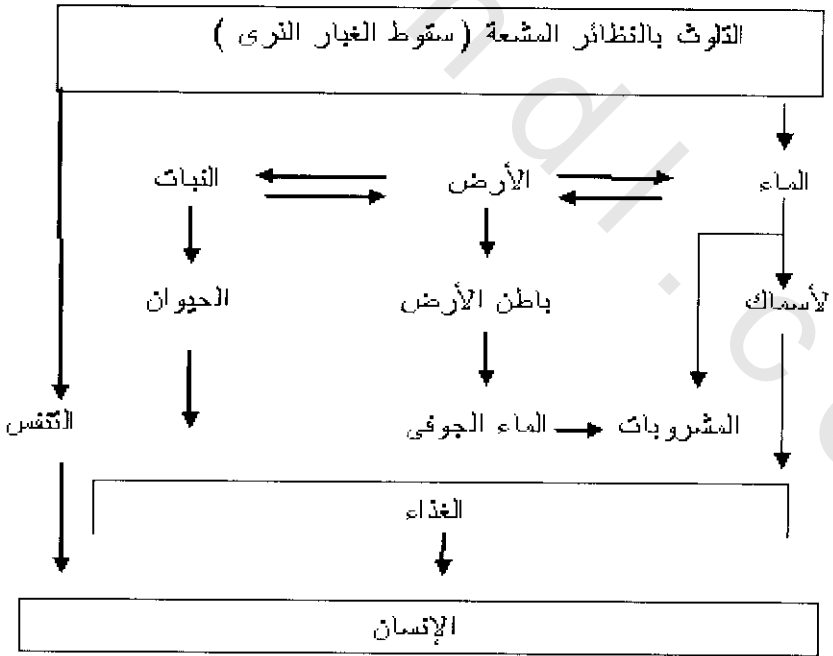 التلوث بالنظائر المشعة ( سقوط الغبار الذرى )
الماء
الأرض
النبات
لأسماك
باطن الأرض
الحيوان
المشروبات
الماء الجوفى
التنفس
الغذاء
الإنسان